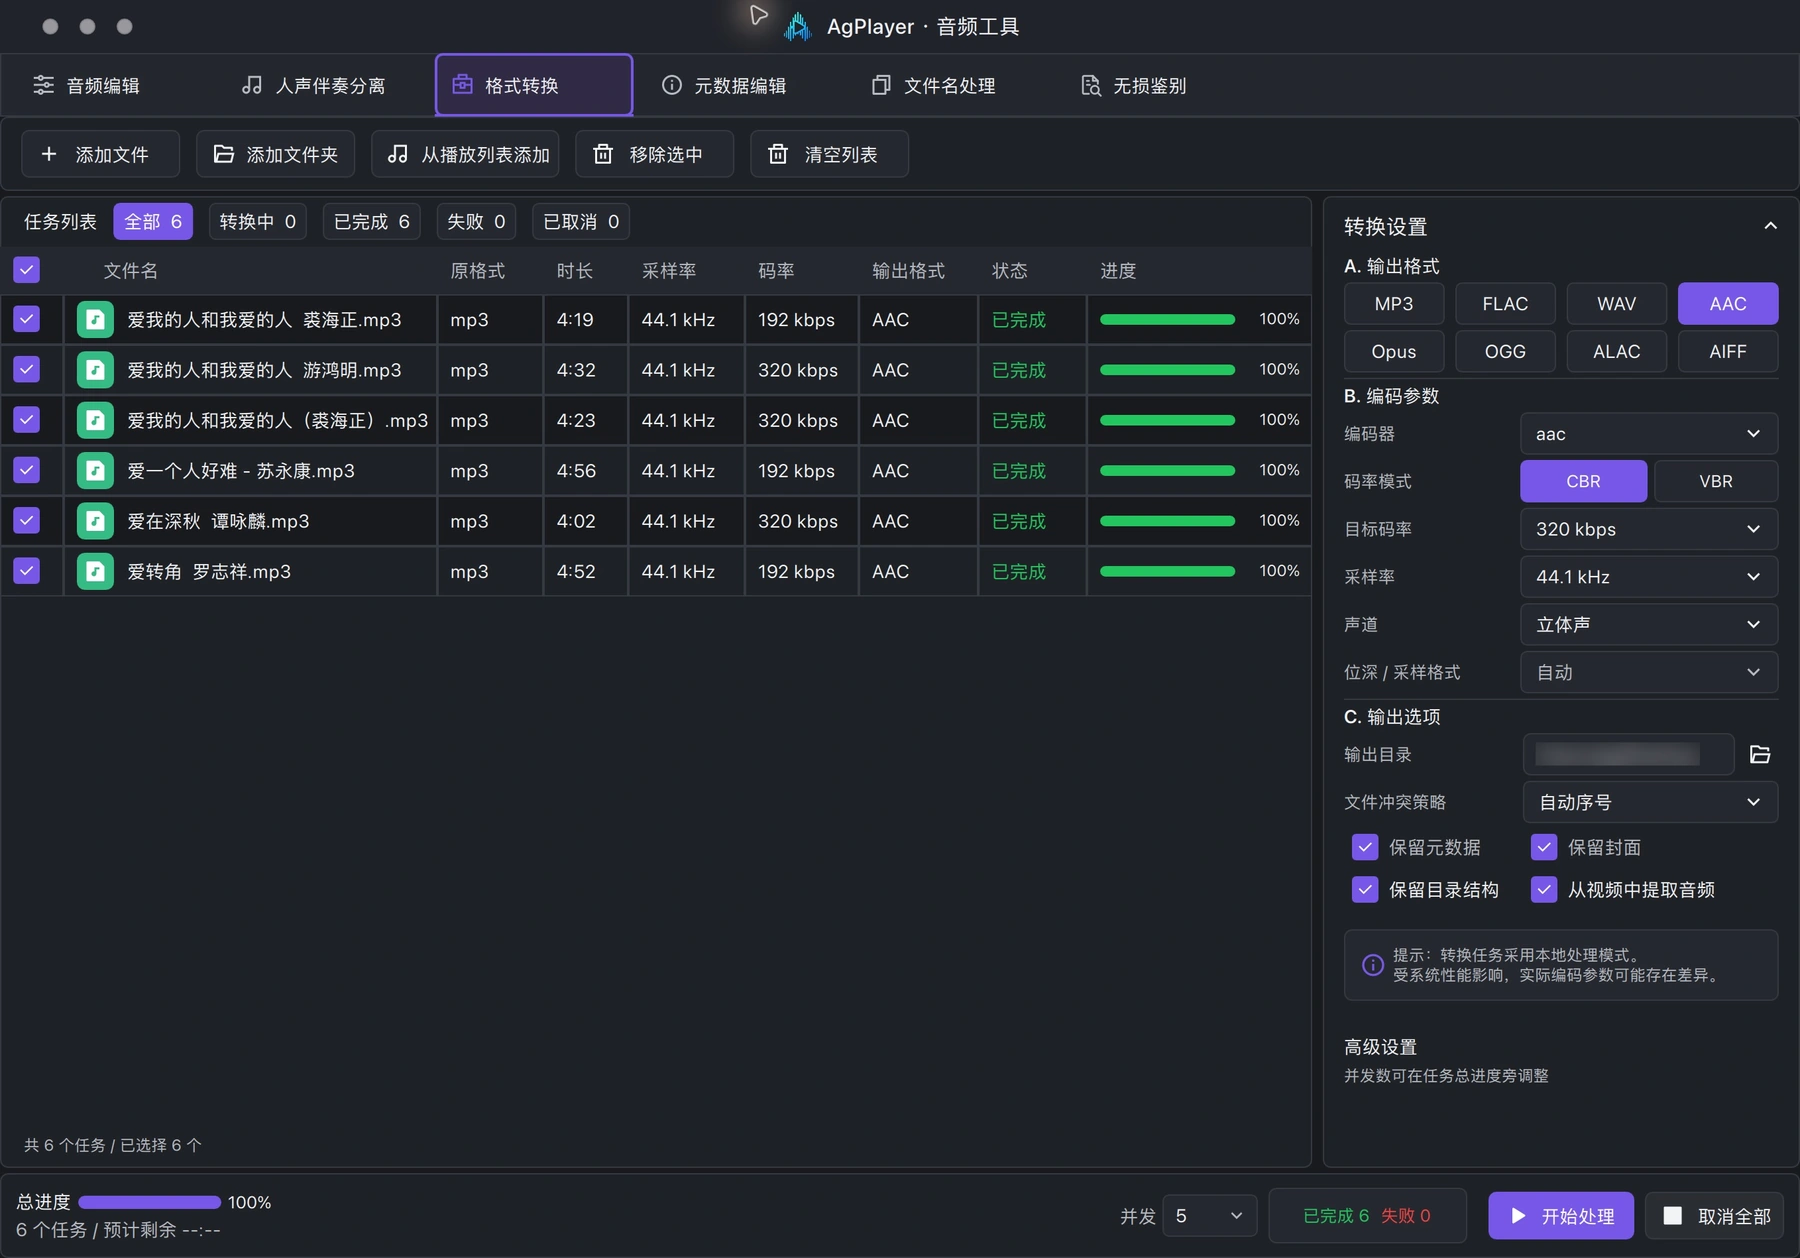 AgPlayer · 音频工具
音频编辑
人声伴奏分离
格式转换
元数据编辑
文件名处理
无损鉴别
添加文件
添加文件夹
从播放列表添加
移除选中
清空列表
任务列表
全部 6
转换中 0
已完成 6
失败 0
已取消 0
文件名 原格式 时长 采样率 码率 输出格式 状态 进度
爱我的人和我爱的人 裘海正.mp3 mp3 4:19 44.1 kHz 192 kbps AAC 已完成 100%
爱我的人和我爱的人 游鸿明.mp3 mp3 4:32 44.1 kHz 320 kbps AAC 已完成 100%
爱我的人和我爱的人（裘海正）.mp3 mp3 4:23 44.1 kHz 320 kbps AAC 已完成 100%
爱一个人好难 - 苏永康.mp3 mp3 4:56 44.1 kHz 192 kbps AAC 已完成 100%
爱在深秋 谭咏麟.mp3 mp3 4:02 44.1 kHz 320 kbps AAC 已完成 100%
爱转角 罗志祥.mp3 mp3 4:52 44.1 kHz 192 kbps AAC 已完成 100%
共 6 个任务 / 已选择 6 个
转换设置
A. 输出格式
MP3 FLAC WAV AAC
Opus OGG ALAC AIFF
B. 编码参数
编码器 aac
码率模式 CBR VBR
目标码率 320 kbps
采样率 44.1 kHz
声道 立体声
位深 / 采样格式 自动
C. 输出选项
输出目录
文件冲突策略 自动序号
保留元数据 保留封面
保留目录结构 从视频中提取音频
提示：转换任务采用本地处理模式。
受系统性能影响，实际编码参数可能存在差异。
高级设置
并发数可在任务总进度旁调整
总进度 100%
6 个任务 / 预计剩余 --:--
并发 5
已完成 6 失败 0
开始处理
取消全部